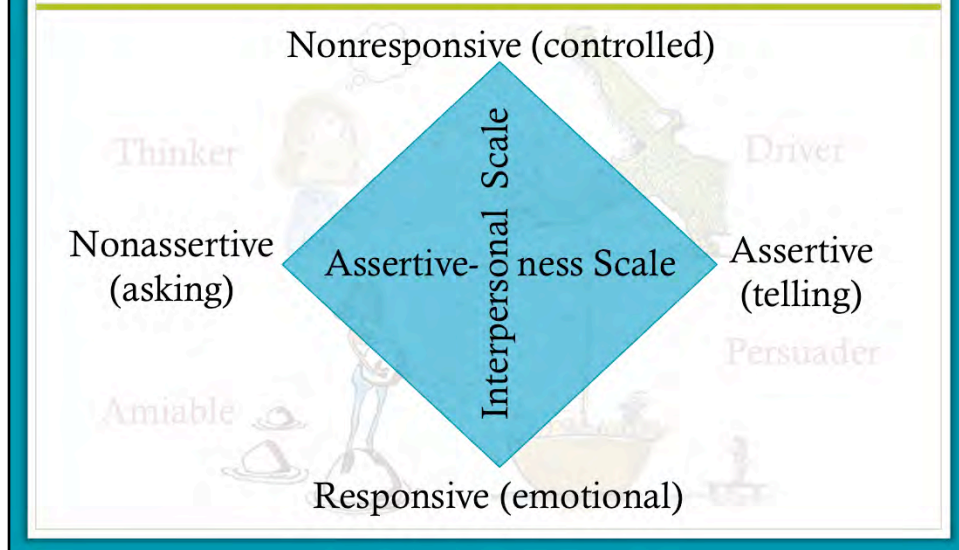 Nonresponsive (controlled)
Thinker
Driver
Nonassertive
(asking)
Assertive- ness Scale
Interpersonal Scale
Assertive
(telling)
Persuader
Amiable
Responsive (emotional)